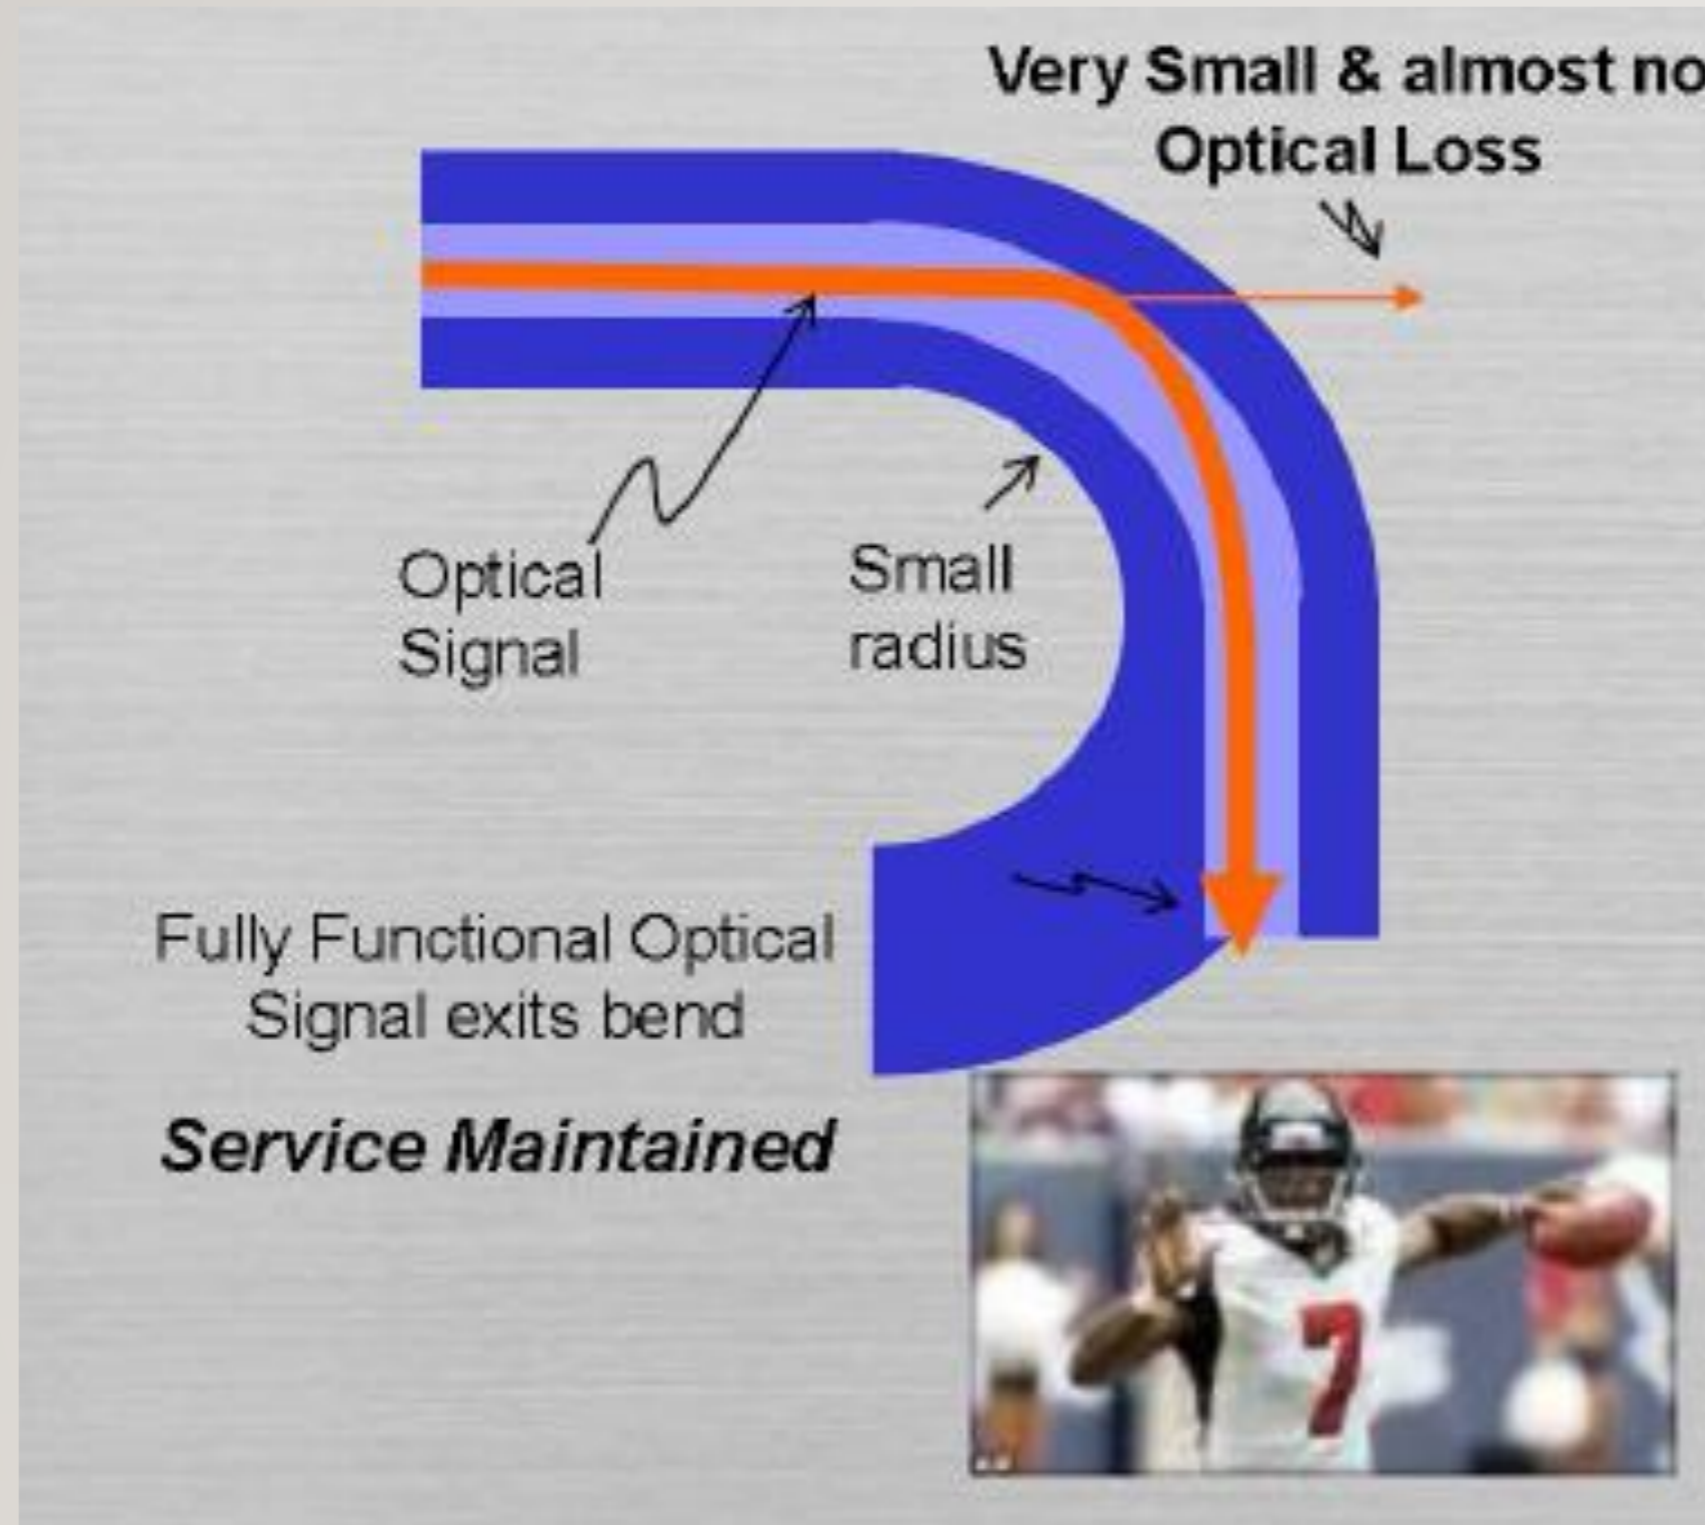 Very Small & almost no
Optical Loss
Optical
Signal
Small
radius
Fully Functional Optical
Signal exits bend
Service Maintained
7